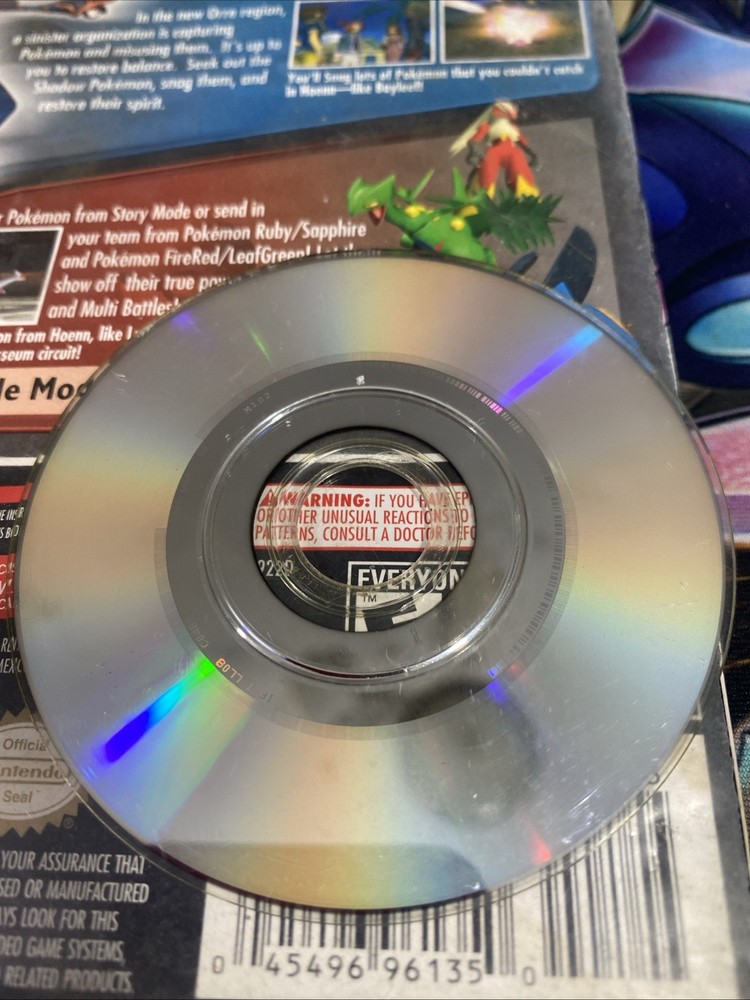 In the new Orre region,
a sinister organization is capturing
Pokémon and misusing them. It's up to
you to restore balance. Seek out the
Shadow Pokémon, snag them, and
restore their spirit.
You'll Snag lots of Pokémon that you couldn't catch
in Hoenn—like Bayleef!
Pokémon from Story Mode or send in
your team from Pokémon Ruby/Sapphire
and Pokémon FireRed/LeafGreen!
show off their true
and Multi
on from Hoenn, like
seum circuit!
le Mod
WARNING: IF YOU HAVE EP
OR OTHER UNUSUAL REACTIONS TO
PATTERNS, CONSULT A DOCTOR BEFO
EVERYON
TM
Official
Nintendo
Seal
YOUR ASSURANCE THAT
SED OR MANUFACTURED
YS LOOK FOR THIS
DEO GAME SYSTEMS,
RELATED PRODUCTS.
0 45496 96135 0